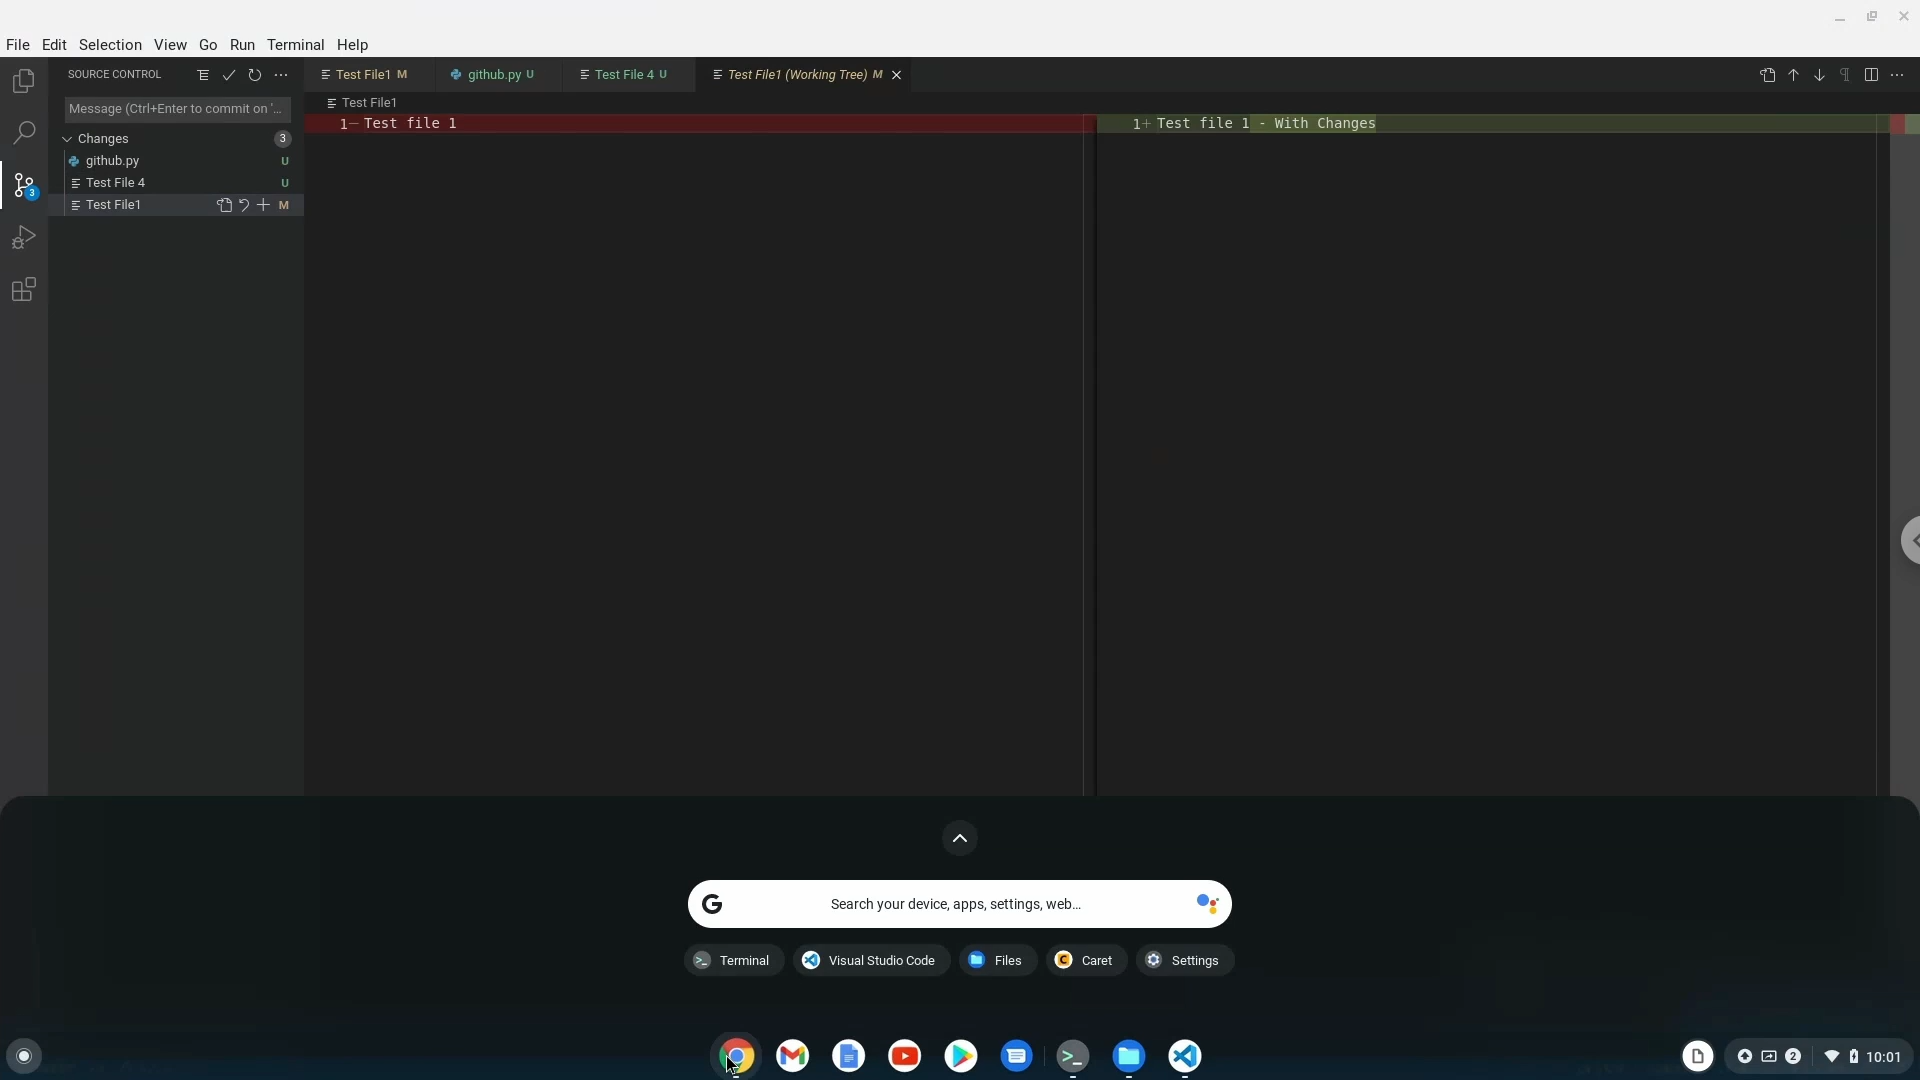 File Edit Selection View Go Run Terminal Help
SOURCE CONTROL
Test File1 M
github.py U
Test File 4 U
Test File1 (Working Tree) M
Message (Ctrl+Enter to commit on '...
Test File1
Changes 3
1- Test file 1
1+ Test file 1 - With Changes
github.py U
Test File 4 U
3
Test File1 M
Search your device, apps, settings, web...
Terminal
Visual Studio Code
Files
Caret
Settings
2
10:01